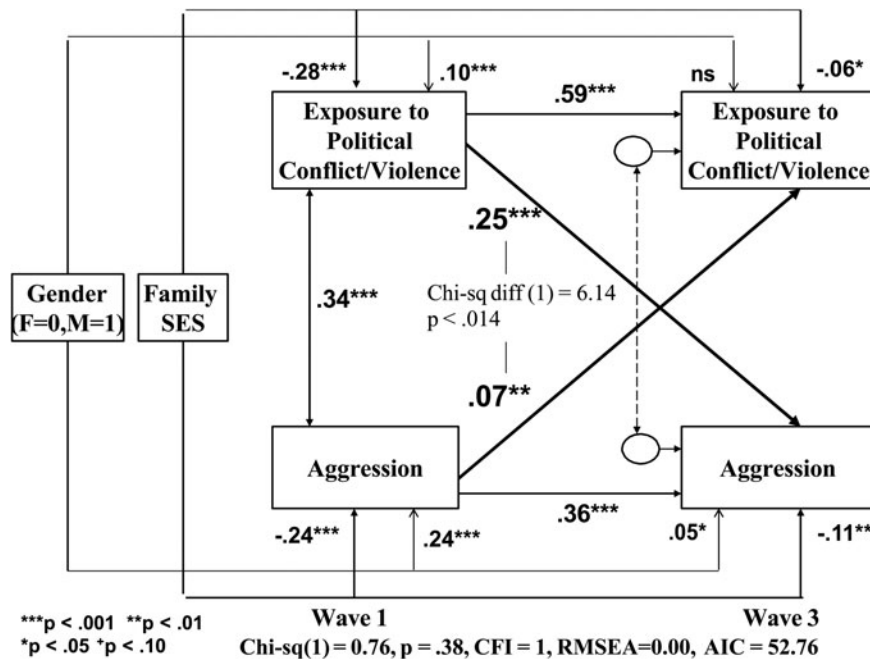 -.28***
.10***
ns
-.06*
Exposure to
Political
Conflict/Violence
.59***
Exposure to
Political
Conflict/Violence
.25***
Gender
(F=0,M=1)
Family
SES
.34***
Chi-sq diff (1) = 6.14
p < .014
.07**
Aggression
Aggression
.36***
-.24***
.24***
.05*
-.11**
***p < .001 **p < .01
*p < .05 +p < .10
Wave 1
Wave 3
Chi-sq(1) = 0.76, p = .38, CFI = 1, RMSEA=0.00, AIC = 52.76